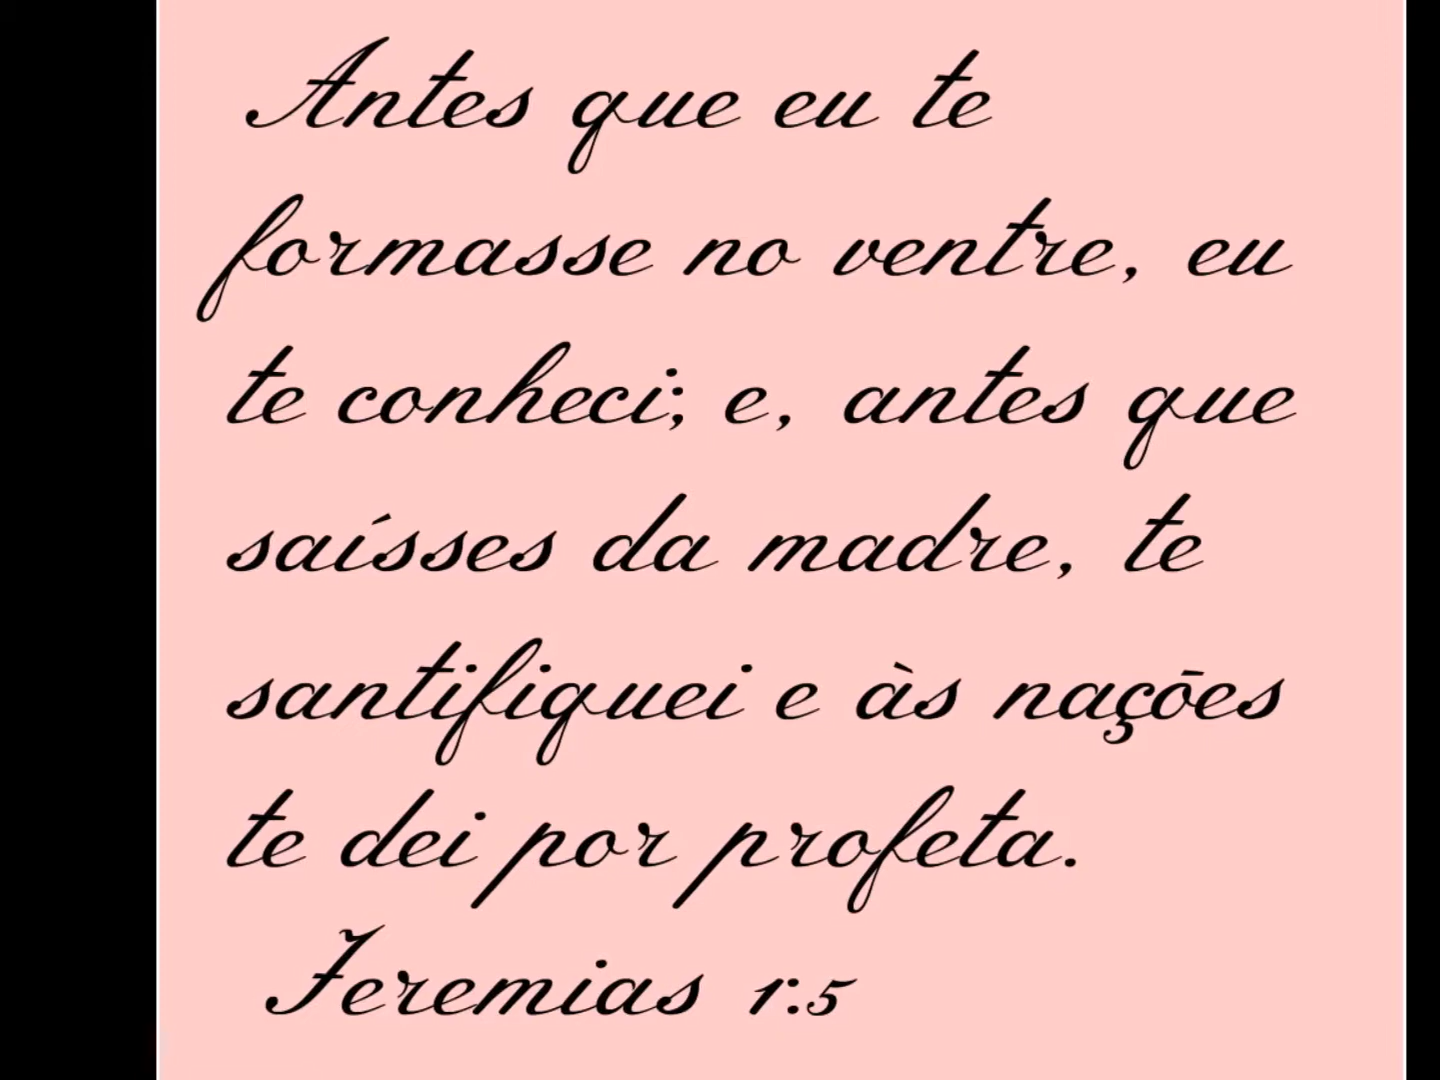 Antes que eu te
formasse no ventre, eu
te conheci; e, antes que
saísses da madre, te
santifiquei e às nações
te dei por profeta.
Jeremias 1:5